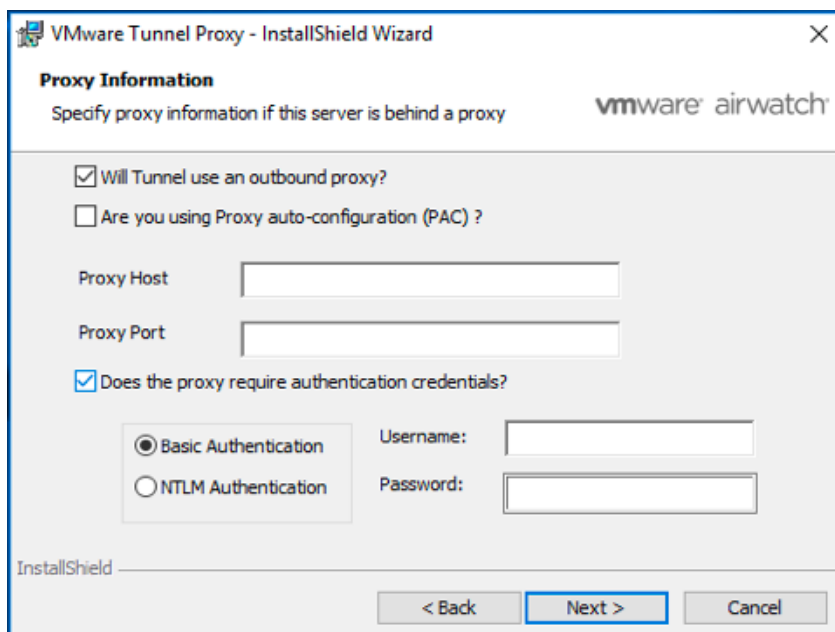 VMware Tunnel Proxy - InstallShield Wizard
Proxy Information
Specify proxy information if this server is behind a proxy
vmware airwatch
Will Tunnel use an outbound proxy?
Are you using Proxy auto-configuration (PAC) ?
Proxy Host
Proxy Port
Does the proxy require authentication credentials?
Basic Authentication
Username:
NTLM Authentication
Password:
InstallShield
< Back Next > Cancel